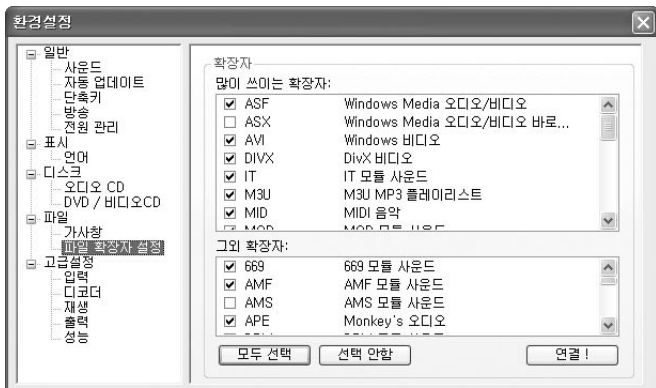 환경설정
일반
사운드
자동 업데이트
단축키
방송
전원 관리
표시
언어
디스크
오디오 CD
DVD / 비디오CD
파일
가사창
파일 확장자 설정
고급설정
입력
디코더
재생
출력
성능
확장자
많이 쓰이는 확장자:
ASF Windows Media 오디오/비디오
ASX Windows Media 오디오/비디오 바로...
AVI Windows 비디오
DIVX DivX 비디오
IT IT 모듈 사운드
M3U M3U MP3 플레이리스트
MID MIDI 음악
MOD MOD 모듈 사운드
그외 확장자:
669 669 모듈 사운드
AMF AMF 모듈 사운드
AMS AMS 모듈 사운드
APE Monkey's 오디오
모두 선택 선택 안함 연결 !